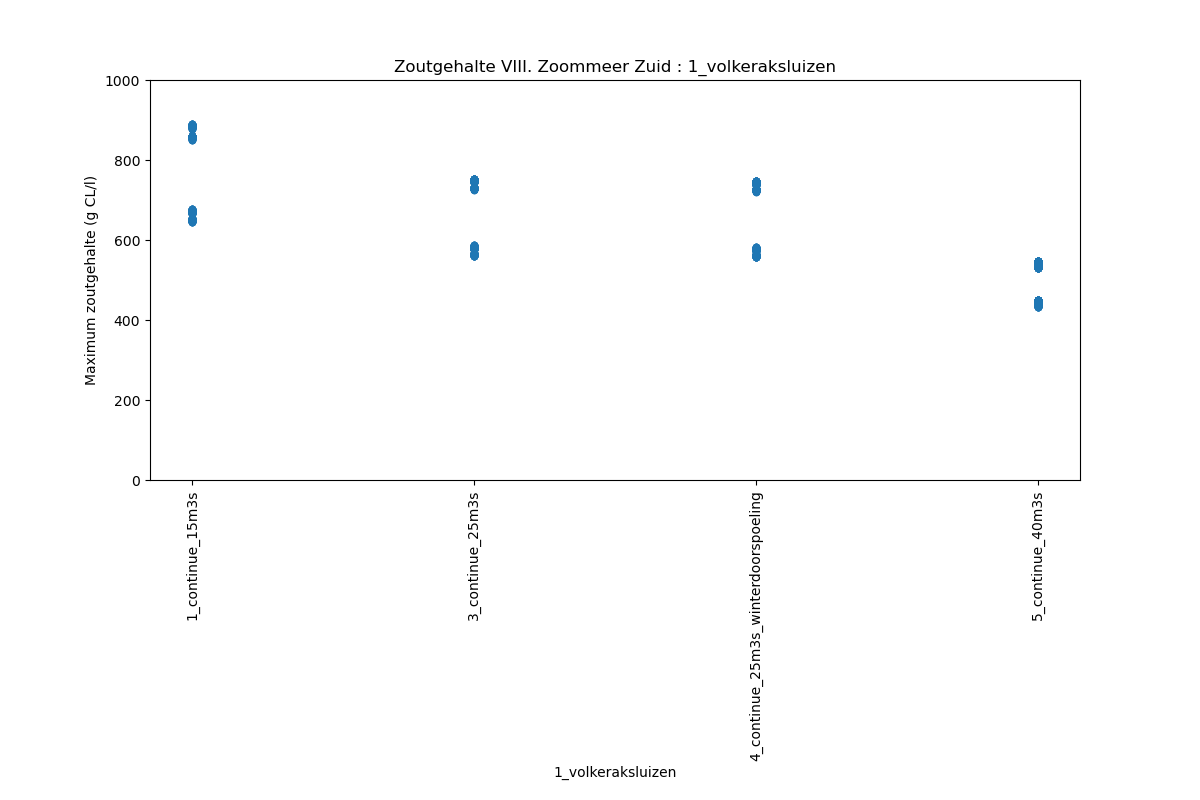 Zoutgehalte VIII. Zoommeer Zuid : 1_volkeraksluizen
Maximum zoutgehalte (g CL/l)
1000
800
600
400
200
0
1_continue_15m3s
3_continue_25m3s
4_continue_25m3s_winterdoorspoeling
5_continue_40m3s
1_volkeraksluizen